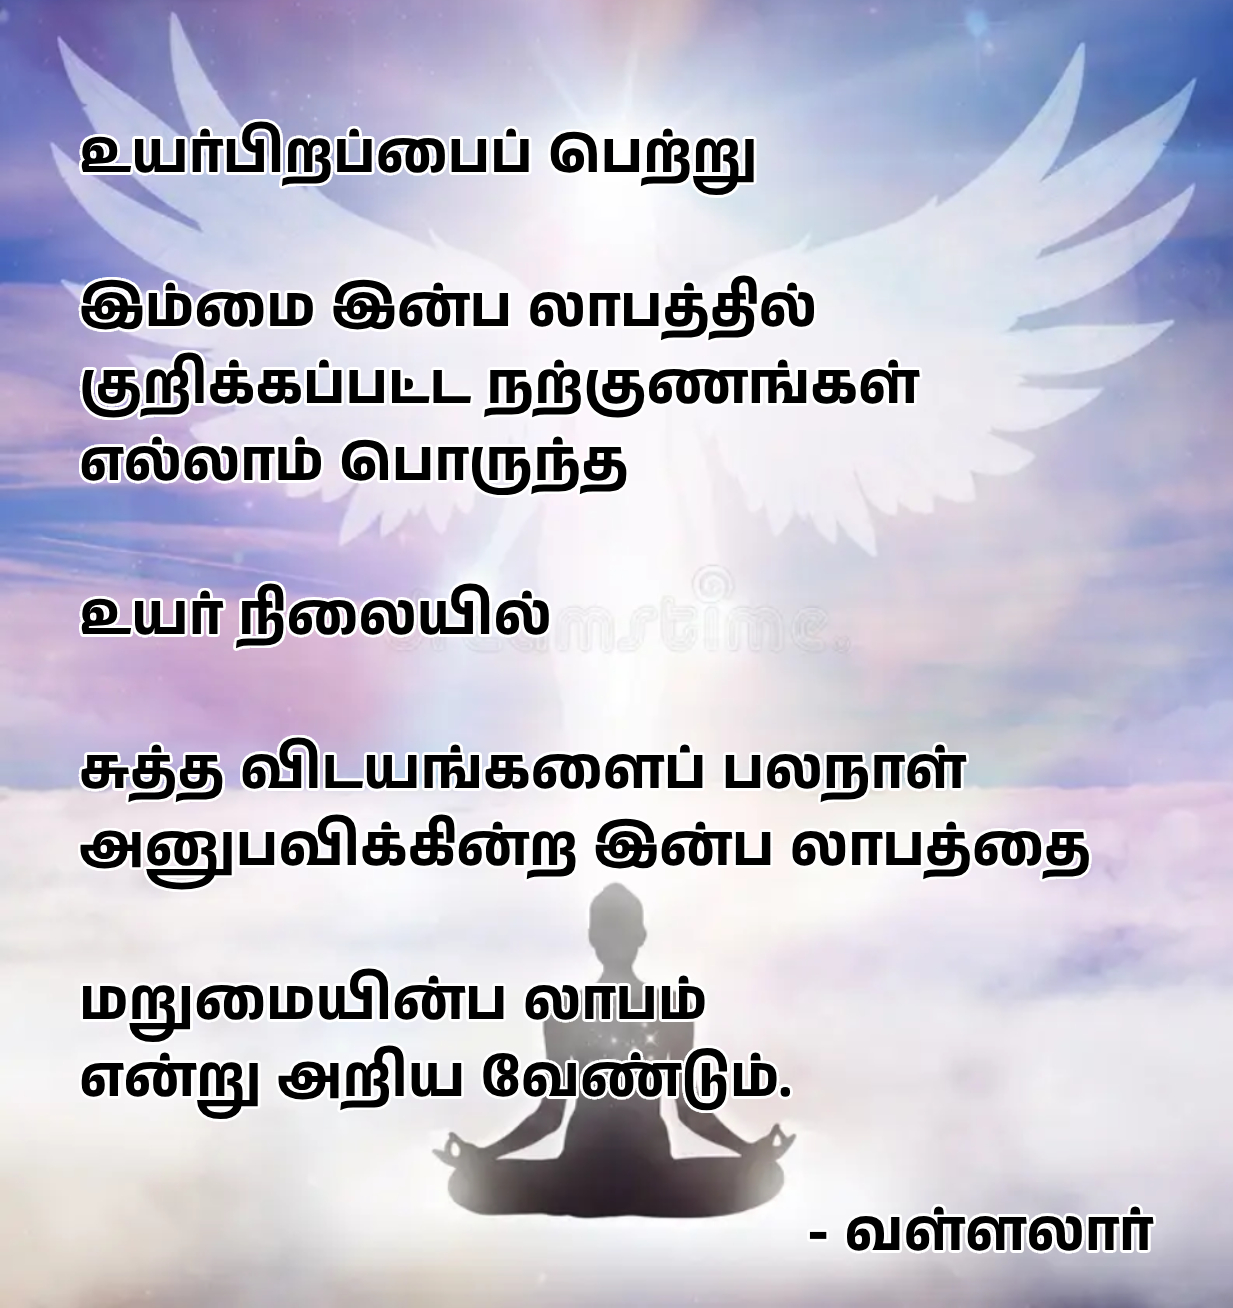 உயர்பிறப்பைப் பெற்று
இம்மை இன்ப லாபத்தில்
குறிக்கப்பட்ட நற்குணங்கள்
எல்லாம் பொருந்த
உயர் நிலையில்
dreamstime.
சுத்த விடயங்களைப் பலநாள்
அனுபவிக்கின்ற இன்ப லாபத்தை
மறுமையின்ப லாபம்
என்று அறிய வேண்டும்.
- வள்ளலார்